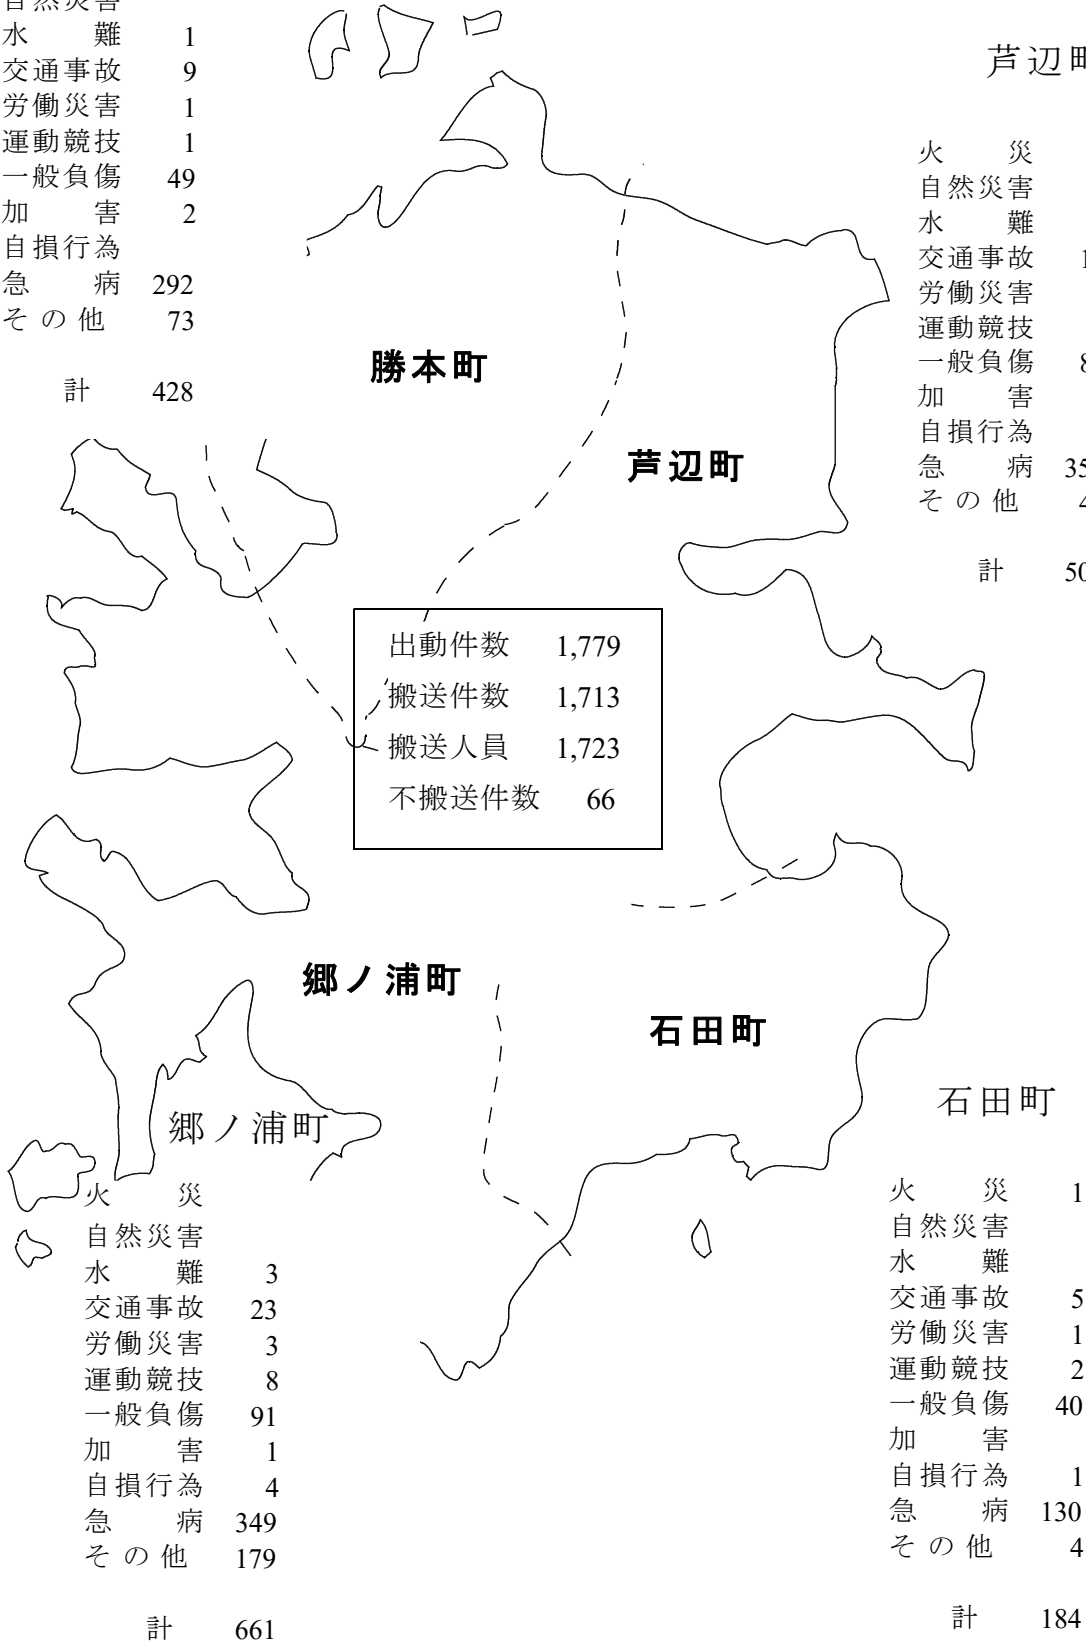 自然災害
水 難 1
交通事故 9
労働災害 1
運動競技 1
一般負傷 49
加 害 2
自損行為
急 病 292
その他 73
計 428
芦辺町
火 災
自然災害
水 難
交通事故 1
労働災害
運動競技
一般負傷 8
加 害
自損行為
急 病 35
その他 4
計 50
勝本町
芦辺町
出動件数 1,779
搬送件数 1,713
搬送人員 1,723
不搬送件数 66
郷ノ浦町
石田町
郷ノ浦町
火 災
自然災害
水 難 3
交通事故 23
労働災害 3
運動競技 8
一般負傷 91
加 害 1
自損行為 4
急 病 349
その他 179
計 661
石田町
火 災 1
自然災害
水 難
交通事故 5
労働災害 1
運動競技 2
一般負傷 40
加 害
自損行為 1
急 病 130
その他 4
計 184